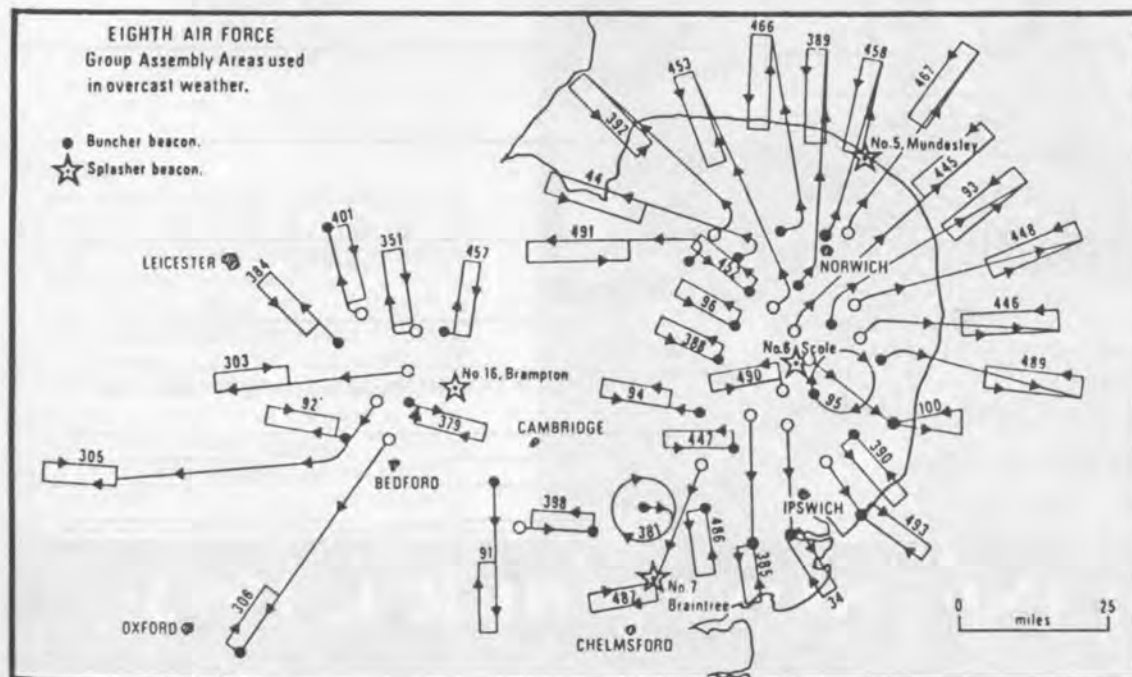 EIGHTH AIR FORCE
Group Assembly Areas used
in overcast weather.
Buncher beacon.
Splasher beacon.
466
389
458
453
467
392
No.5, Mundesley
44
445
93
401
351
457
491
448
LEICESTER
384
NORWICH
96
446
388
No.6, Scole
303
No.16, Brampton
490
489
94
95
92
379
100
CAMBRIDGE
447
390
305
BEDFORD
IPSWICH
398
381
486
493
91
385
No.7
Braintree
487
34
306
OXFORD
CHELMSFORD
0 25
miles